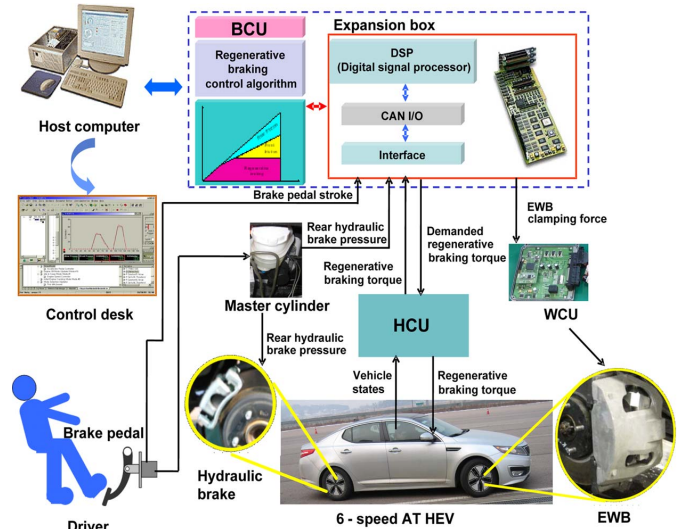 BCU
Expansion box
Regenerative
braking
control algorithm
DSP
(Digital signal processor)
CAN I/O
Interface
Host computer
Brake pedal stroke
EWB
clamping force
Rear hydraulic
brake pressure
Demanded
regenerative
braking torque
Regenerative
braking torque
Control desk
Master cylinder
HCU
WCU
Rear hydraulic
brake pressure
Vehicle
states
Regenerative
braking torque
Brake pedal
Hydraulic
brake
Driver
6 - speed AT HEV
EWB